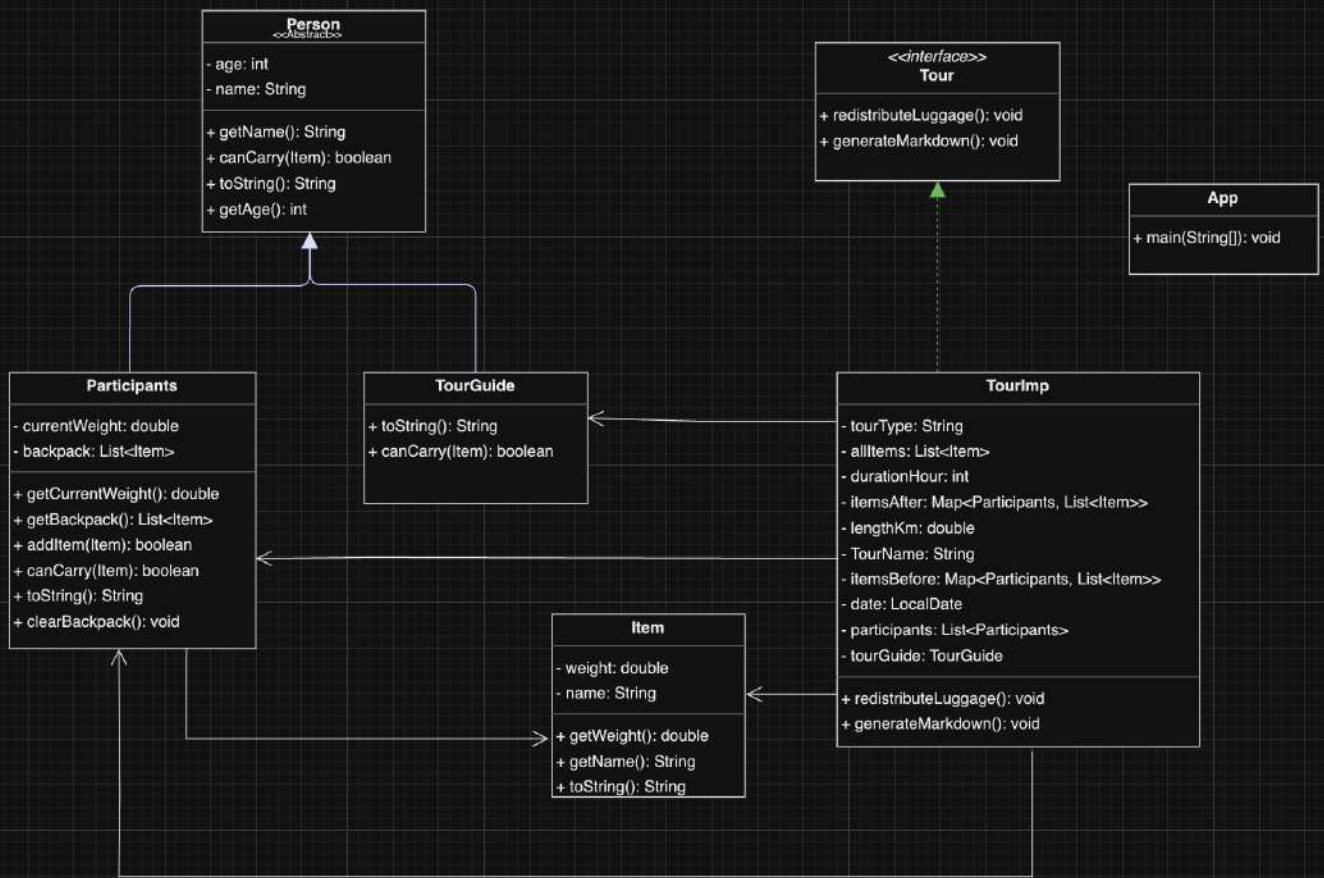 Person
<<Abstract>>
- age: int
- name: String
+ getName(): String
+ canCarry(Item): boolean
+ toString(): String
+ getAge(): int
<<interface>>
Tour
+ redistributeLuggage(): void
+ generateMarkdown(): void
App
+ main(String[]): void
Participants
- currentWeight: double
- backpack: List<Item>
+ getCurrentWeight(): double
+ getBackpack(): List<Item>
+ addItem(Item): boolean
+ canCarry(Item): boolean
+ toString(): String
+ clearBackpack(): void
TourGuide
+ toString(): String
+ canCarry(Item): boolean
TourImp
- tourType: String
- allItems: List<Item>
- durationHour: int
- itemsAfter: Map<Participants, List<Item>>
- lengthKm: double
- TourName: String
- itemsBefore: Map<Participants, List<Item>>
- date: LocalDate
- participants: List<Participants>
- tourGuide: TourGuide
+ redistributeLuggage(): void
+ generateMarkdown(): void
Item
- weight: double
- name: String
+ getWeight(): double
+ getName(): String
+ toString(): String